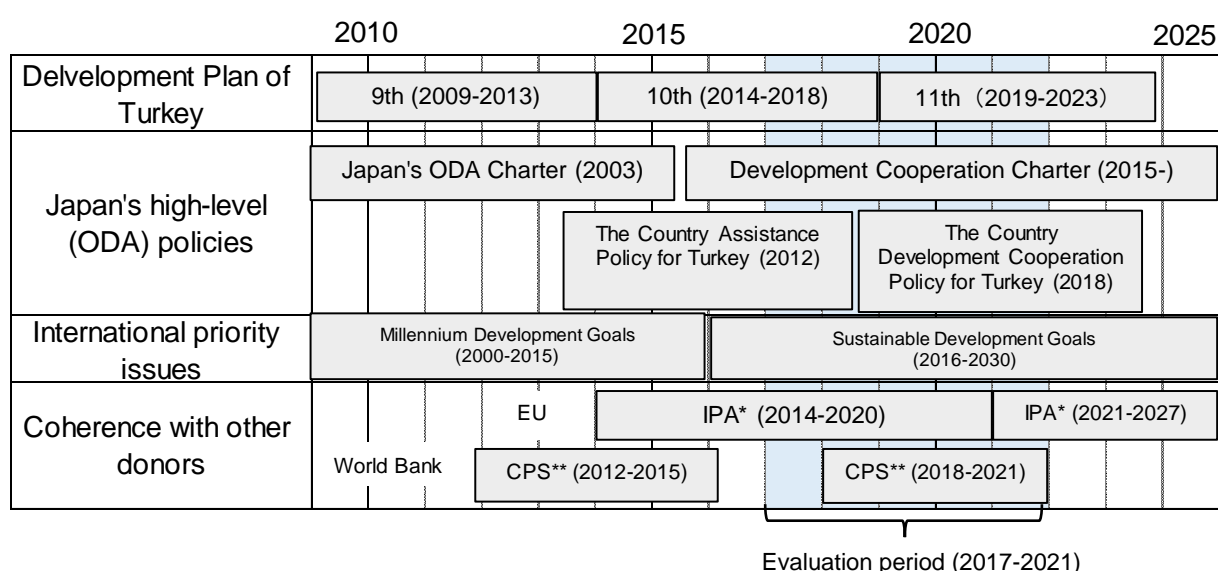 2010
2015
2020
2025
Delvelopment Plan of
Turkey
9th (2009-2013)
10th (2014-2018)
11th（2019-2023）
Japan's high-level
(ODA) policies
Japan's ODA Charter (2003)
Development Cooperation Charter (2015-)
The Country Assistance
Policy for Turkey (2012)
The Country
Development Cooperation
Policy for Turkey (2018)
International priority
issues
Millennium Development Goals
(2000-2015)
Sustainable Development Goals
(2016-2030)
Coherence with other
donors
EU
IPA* (2014-2020)
IPA* (2021-2027)
World Bank
CPS** (2012-2015)
CPS** (2018-2021)
Evaluation period (2017-2021)